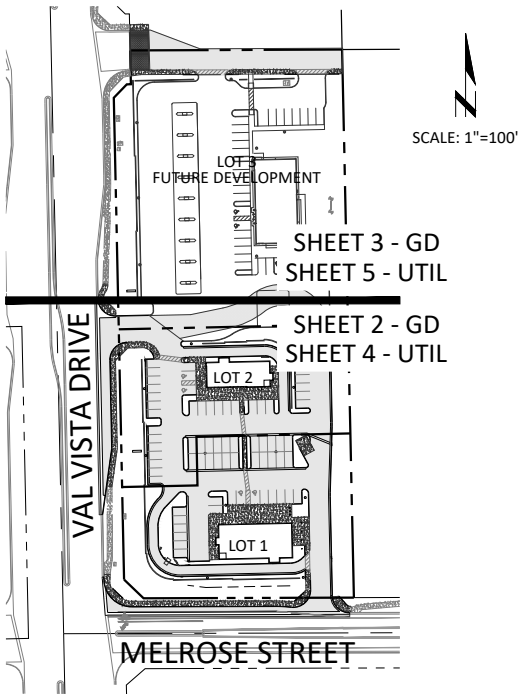 SCALE: 1"=100'
LOT 3
FUTURE DEVELOPMENT
SHEET 3 - GD
SHEET 5 - UTIL
SHEET 2 - GD
SHEET 4 - UTIL
VAL VISTA DRIVE
LOT 2
LOT 1
MELROSE STREET